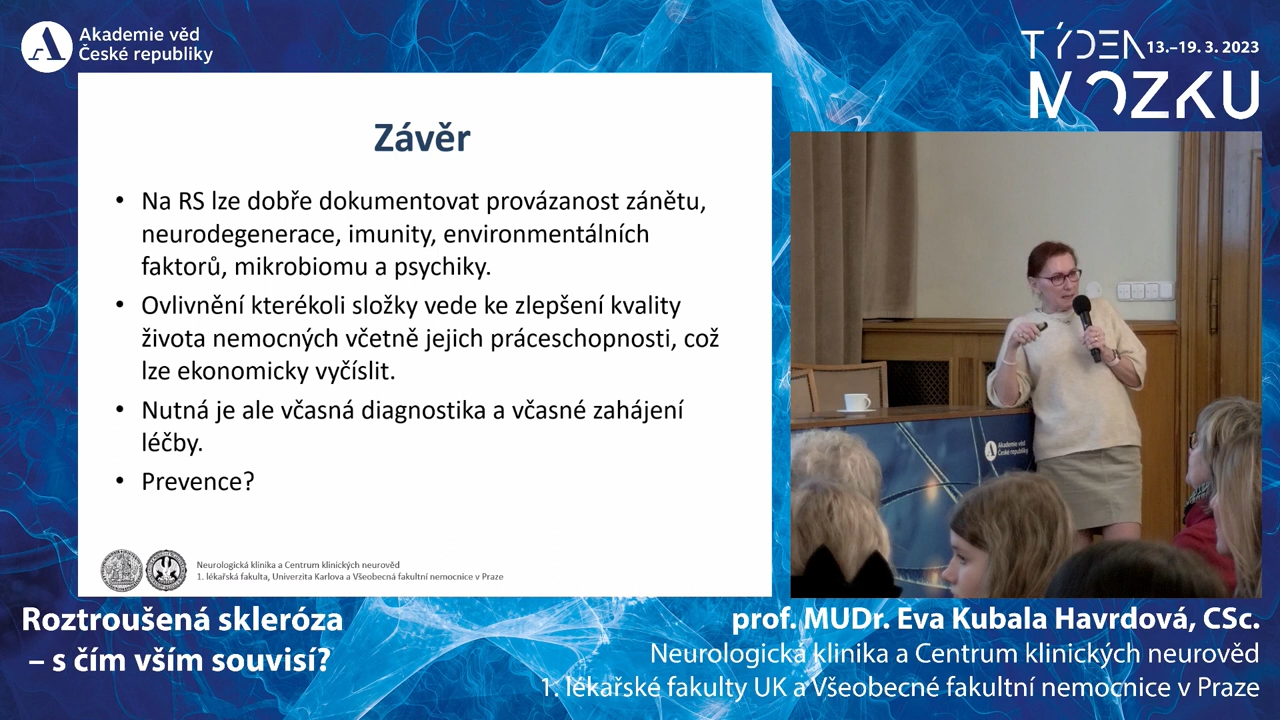 Akademie věd
České republiky
TÝDEN 13.–19. 3. 2023
MOZKU
Závěr
• Na RS lze dobře dokumentovat provázanost zánětu,
neurodegenerace, imunity, environmentálních
faktorů, mikrobiomu a psychiky.
• Ovlivnění kterékoli složky vede ke zlepšení kvality
života nemocných včetně jejich práceschopnosti, což
lze ekonomicky vyčíslit.
• Nutná je ale včasná diagnostika a včasné zahájení
léčby.
• Prevence?
Neurologická klinika a Centrum klinických neurověd
1. lékařská fakulta, Univerzita Karlova a Všeobecná fakultní nemocnice v Praze
Akademie věd
České republiky
Roztroušená skleróza
– s čím vším souvisí?
prof. MUDr. Eva Kubala Havrdová, CSc.
Neurologická klinika a Centrum klinických neurověd
1. lékařské fakulty UK a Všeobecné fakultní nemocnice v Praze